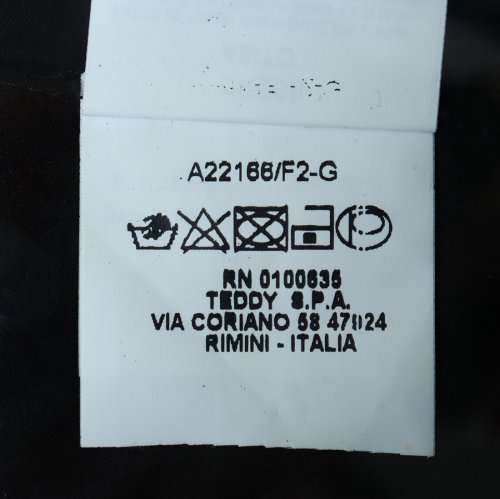 A22166/F2-G
P
RN 0100635
TEDDY S.P.A.
VIA CORIANO 58 47924
RIMINI - ITALIA